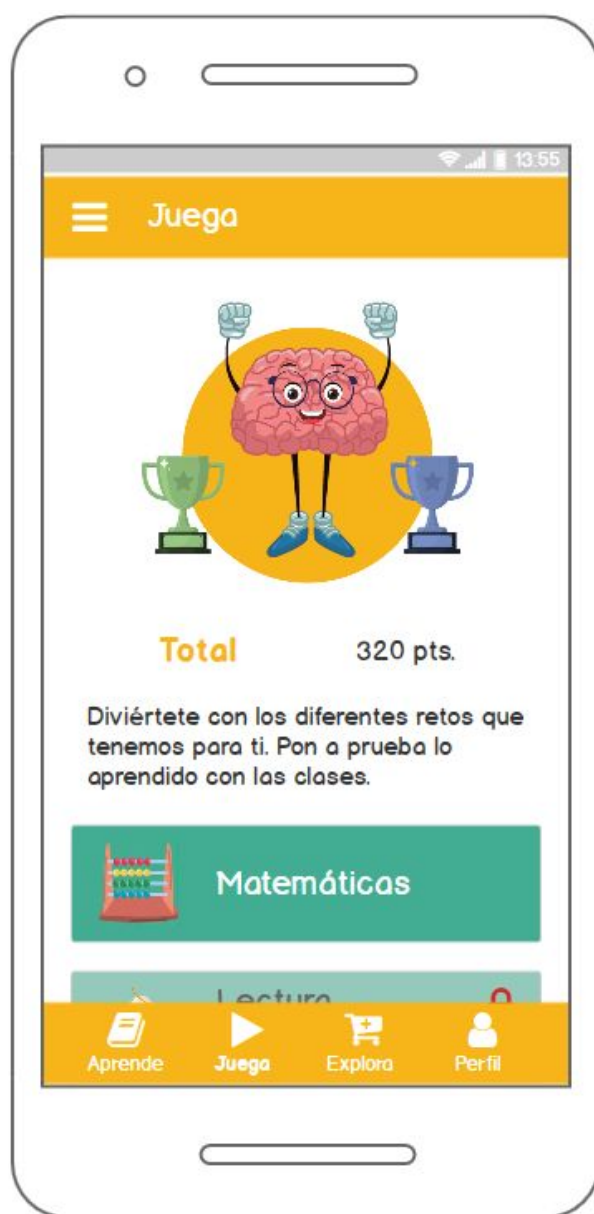 13:55
Juega
Total 320 pts.
Diviértete con los diferentes retos que
tenemos para ti. Pon a prueba lo
aprendido con las clases.
Matemáticas
Lectura
Aprende Juega Explora Perfil